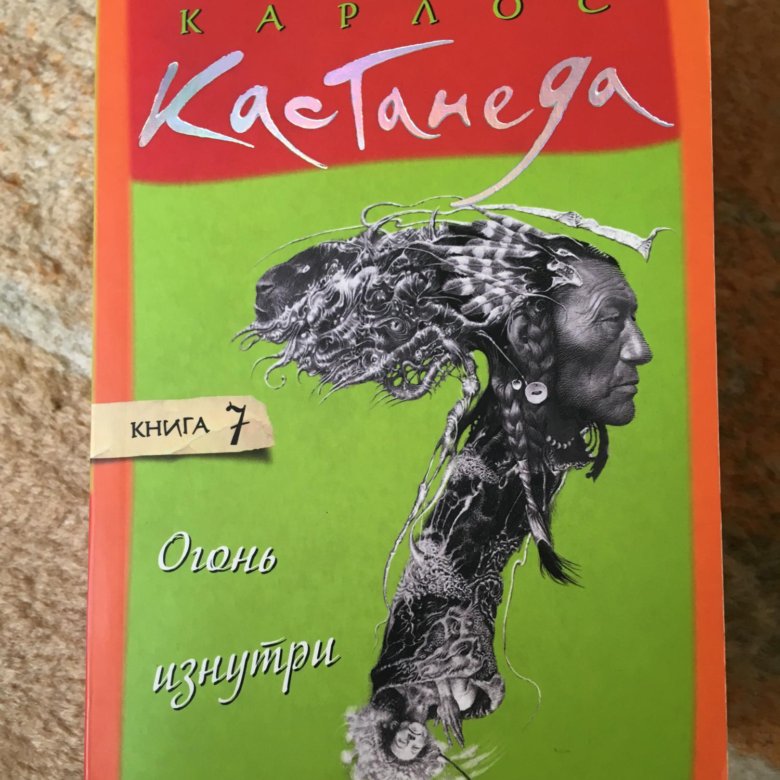 КАРЛОС
Кастанеда
КНИГА 7
Огонь
изнутри